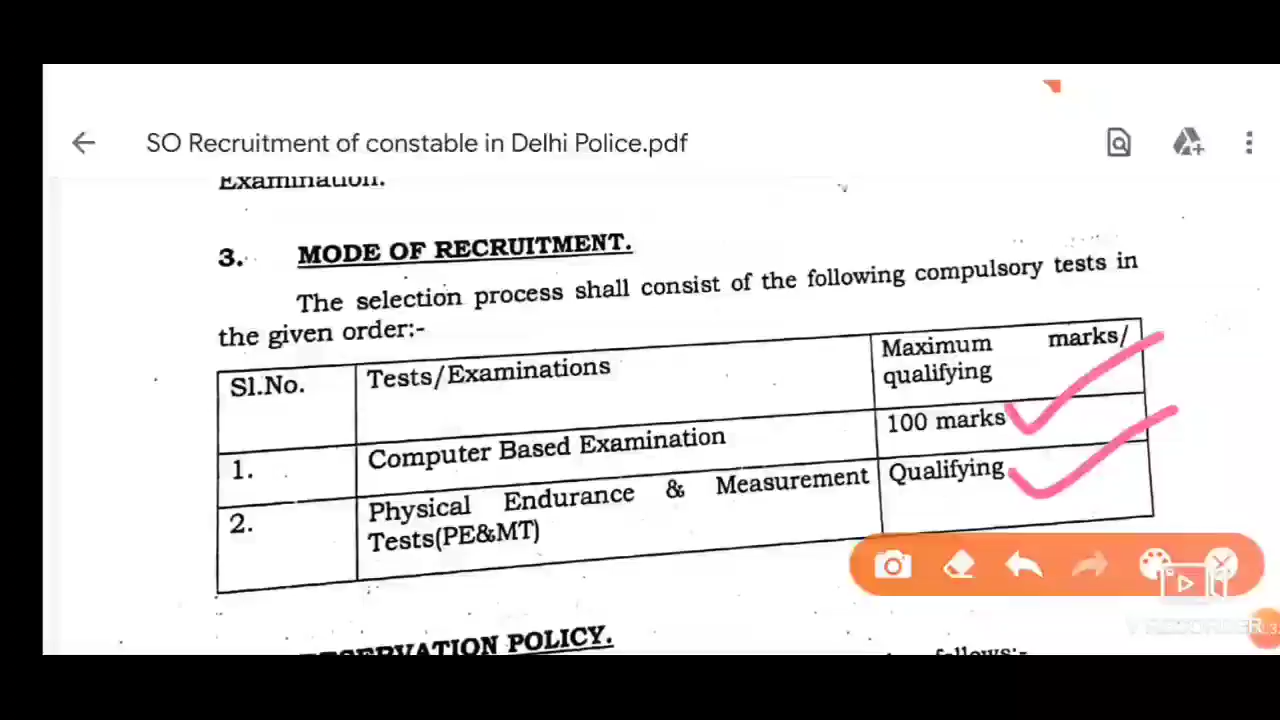 SO Recruitment of constable in Delhi Police.pdf
Examination.
3. MODE OF RECRUITMENT.
The selection process shall consist of the following compulsory tests in
the given order:-
Sl.No. Tests/Examinations Maximum marks/
qualifying
1. Computer Based Examination 100 marks
2. Physical Endurance & Measurement Qualifying
Tests(PE&MT)
RESERVATION POLICY.
follows:-
V RECORDER